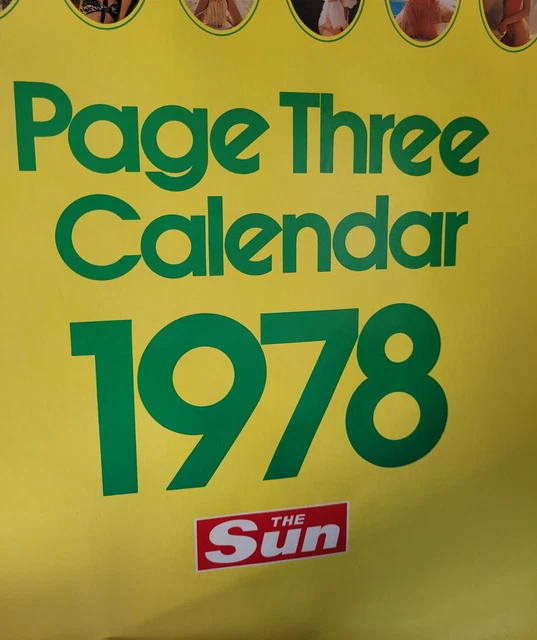 Page Three
Calendar
1978
THE
Sun